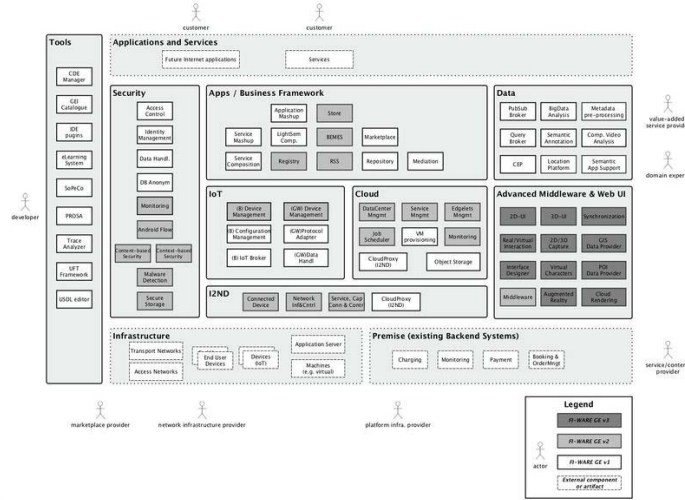 customer
customer
Tools
CDE
Manager
GEI
Catalogue
IDE
pugins
eLearning
System
SoPeCo
PROSA
Trace
Analyzer
UFT
Framework
USDL editor
Applications and Services
Future Internet applications
Services
Security
Access
Control
Identity
Management
Data Handl.
DB Anonym
Monitoring
Android Flow
Content-based
Security
Context-based
Security
Malware
Detection
Secure
Storage
Apps / Business Framework
Application
Mashup
Store
Service
Mashup
LightSem
Comp.
BEMES
Marketplace
Service
Composition
Registry
RSS
Repository
Mediation
Data
PubSub
Broker
BigData
Analysis
Metadata
pre-processing
Query
Broker
Semantic
Annotation
Comp. Video
Analysis
CEP
Location
Platform
Semantic
App Support
IoT
(B) Device
Management
(GW) Device
Management
(B) Configuration
Management
(GW)Protocol
Adapter
(B) IoT Broker
(GW)Data
Handl
Cloud
DataCenter
Mngmt
Service
Mngmt
Edgelets
Mngmt
Job
Scheduler
VM
provisioning
Monitoring
CloudProxy
(I2ND)
Object Storage
Advanced Middleware & Web UI
2D-UI
3D-UI
Synchronization
Real/Virtual
Interaction
2D/3D
Capture
GIS
Data Provider
Interface
Designer
Virtual
Characters
POI
Data Provider
Middleware
Augmented
Reality
Cloud
Rendering
I2ND
Connected
Device
Network
Inf&Cntrl
Service, Cap
Conn & Contr
CloudProxy
(I2ND)
Infrastructure
Transport Networks
Access Networks
End User
Devices
Devices
(IoT)
Application Server
Machines
(e.g. virtual)
Premise (existing Backend Systems)
Charging
Monitoring
Payment
Booking &
OrderMngt
developer
value-added
service provide
domain exper
service/conten
provider
marketplace provider
network infrastructure provider
platform infra. provider
Legend
FI-WARE GE v3
FI-WARE GE v2
FI-WARE GE v1
External component
or artifact
actor